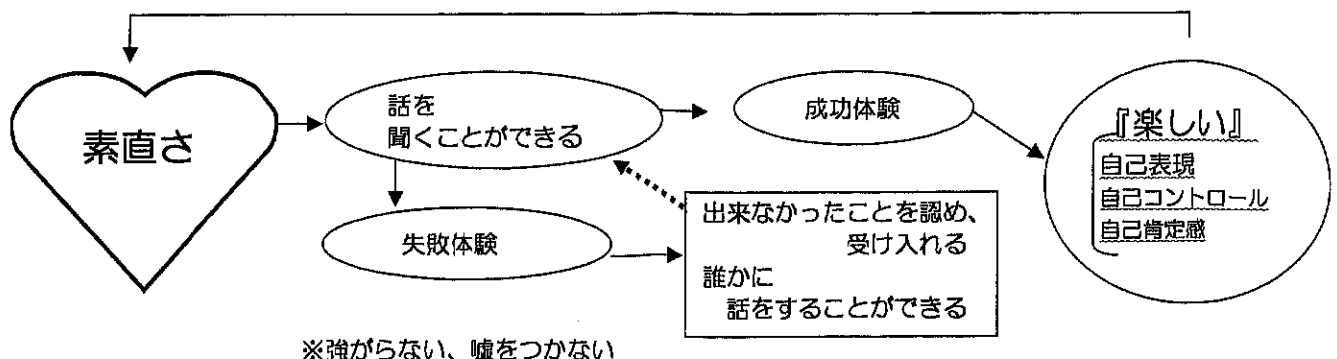 素直さ
話を
聞くことができる
成功体験
『楽しい』
自己表現
自己コントロール
自己肯定感
失敗体験
出来なかったことを認め、
受け入れる
誰かに
話をすることができる
※強がらない、嘘をつかない